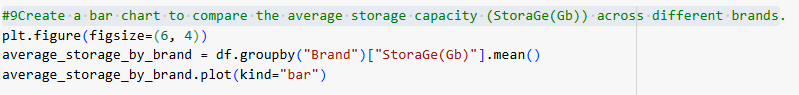 #9Create a bar chart to compare the average storage capacity (StoraGe(Gb)) across different brands.
plt.figure(figsize=(6, 4))
average_storage_by_brand = df.groupby("Brand")["StoraGe(Gb)"].mean()
average_storage_by_brand.plot(kind="bar")